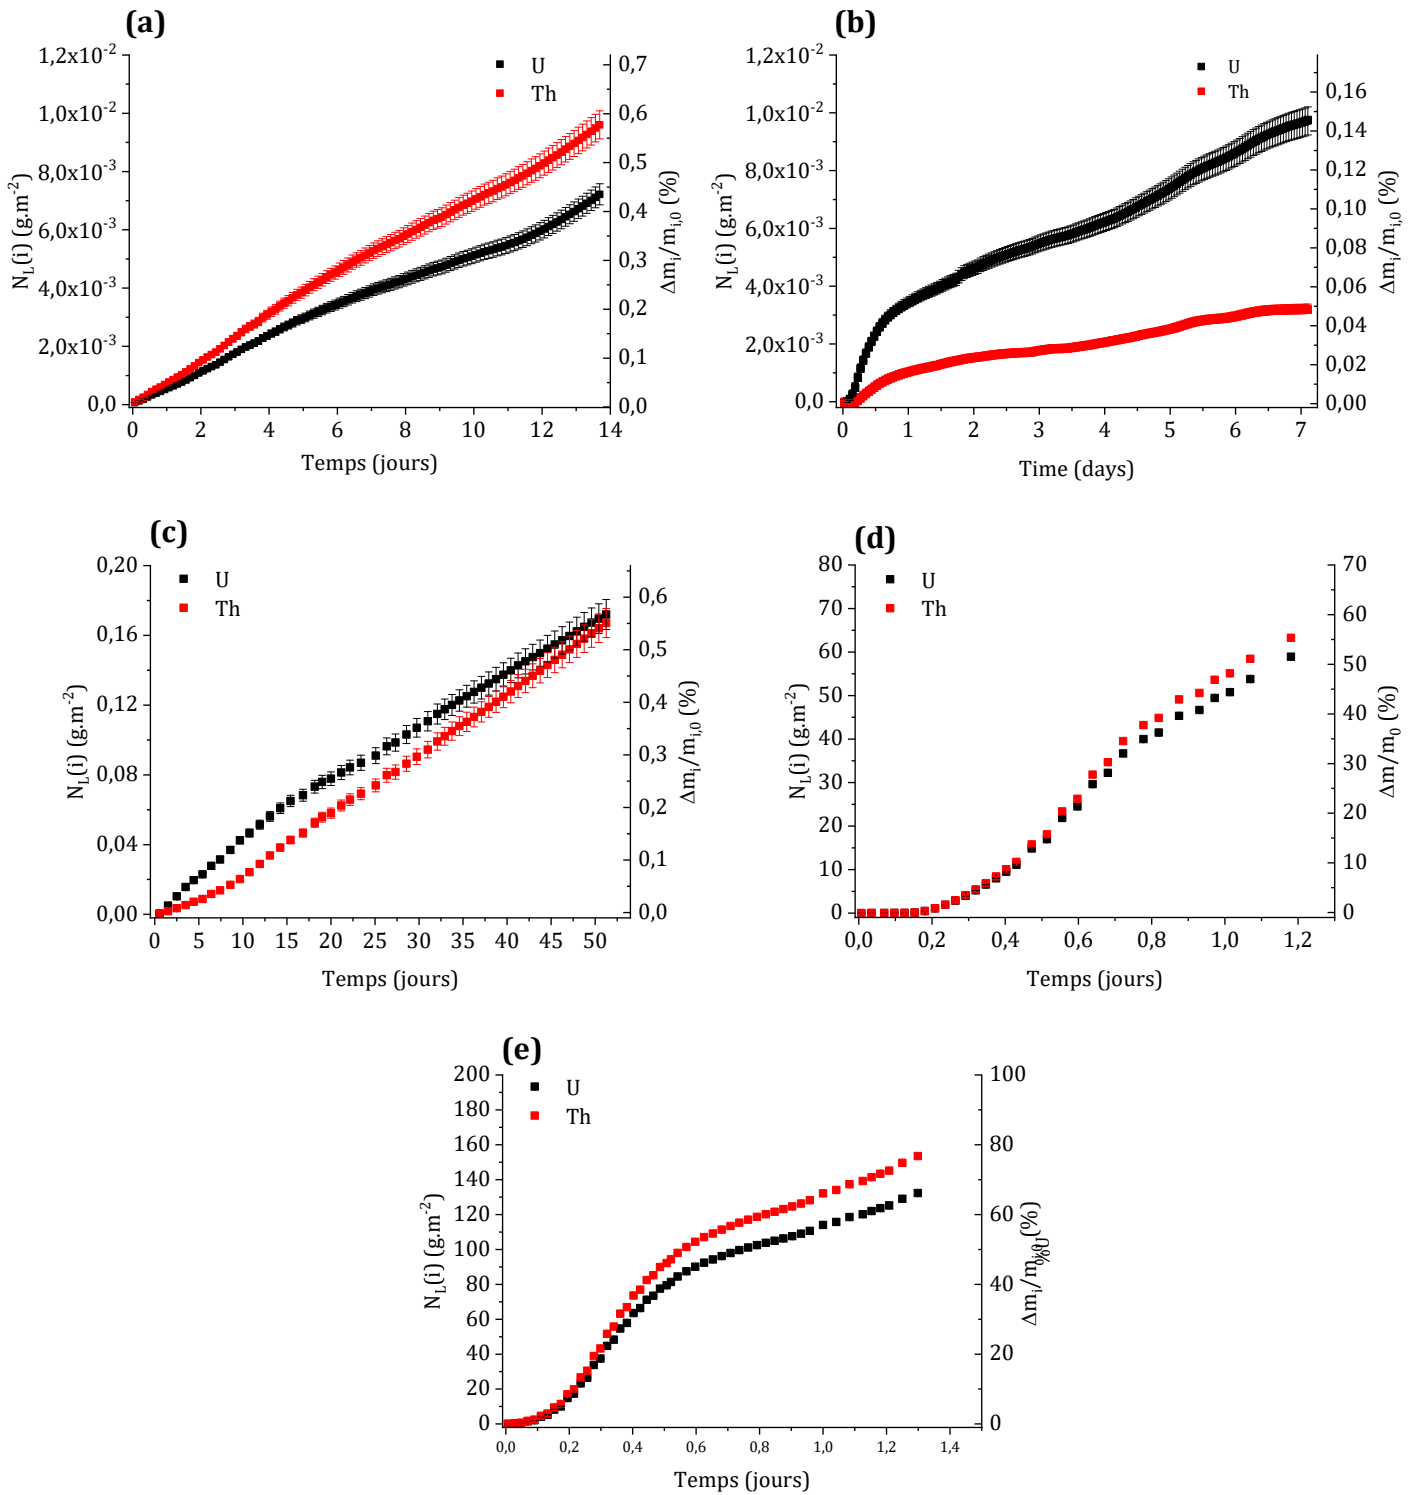 (a)
1,2x10-2
1,0x10-2
8,0x10-3
6,0x10-3
4,0x10-3
2,0x10-3
0,0
NL(i) (g.m-2)
U
Th
0,7
0,6
0,5
0,4
0,3
0,2
0,1
0,0
Δmi/mi,0 (%)
0 2 4 6 8 10 12 14
Temps (jours)
(b)
1,2x10-2
1,0x10-2
8,0x10-3
6,0x10-3
4,0x10-3
2,0x10-3
0,0
NL(i) (g.m-2)
U
Th
0,16
0,14
0,12
0,10
0,08
0,06
0,04
0,02
0,00
Δmi/mi,0 (%)
0 1 2 3 4 5 6 7
Time (days)
(c)
0,20
0,16
0,12
0,08
0,04
0,00
NL(i) (g.m-2)
U
Th
0,6
0,5
0,4
0,3
0,2
0,1
0,0
Δmi/mi,0 (%)
0 5 10 15 20 25 30 35 40 45 50
Temps (jours)
(d)
80
70
60
50
40
30
20
10
0
NL(i) (g.m-2)
U
Th
70
60
50
40
30
20
10
0
Δm/m0 (%)
0,0 0,2 0,4 0,6 0,8 1,0 1,2
Temps (jours)
(e)
200
180
160
140
120
100
80
60
40
20
0
NL(i) (g.m-2)
U
Th
100
80
60
40
20
0
Δmi/mi,0 (%)
0,0 0,2 0,4 0,6 0,8 1,0 1,2 1,4
Temps (jours)